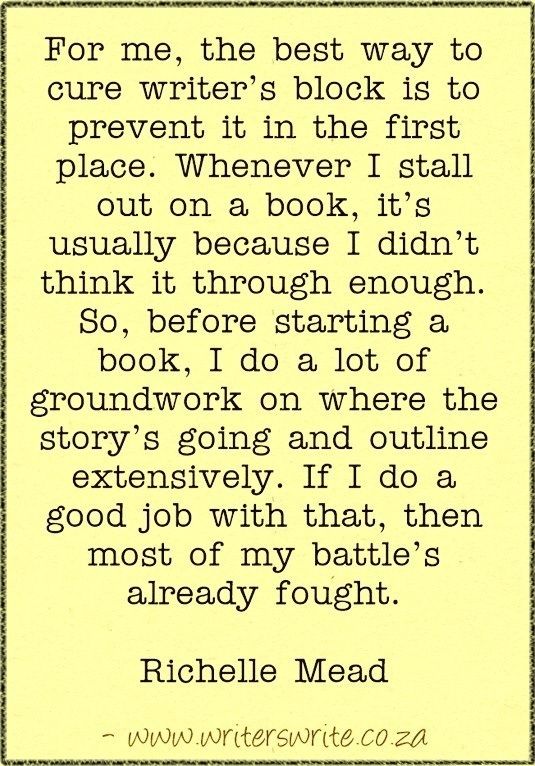 For me, the best way to
cure writer's block is to
prevent it in the first
place. Whenever I stall
out on a book, it's
usually because I didn't
think it through enough.
So, before starting a
book, I do a lot of
groundwork on where the
story's going and outline
extensively. If I do a
good job with that, then
most of my battle's
already fought.
Richelle Mead
- www.writerswrite.co.za